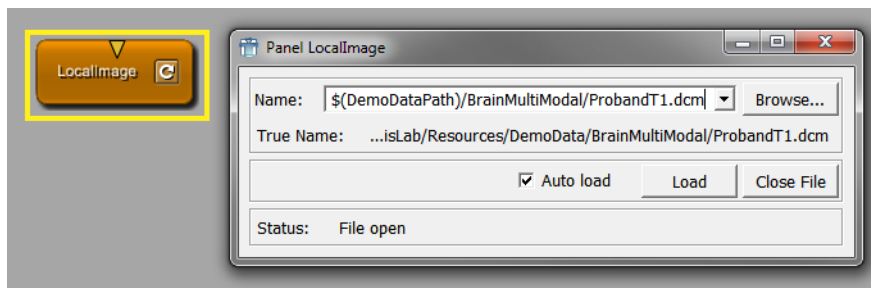 LocalImage
Panel LocalImage
Name: $(DemoDataPath)/BrainMultiModal/ProbandT1.dcm Browse...
True Name: ...isLab/Resources/DemoData/BrainMultiModal/ProbandT1.dcm
Auto load Load Close File
Status: File open